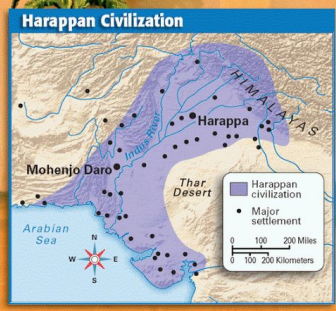 Harappan Civilization
HIMALAYAS
Harappa
Indus River
Mohenjo Daro
Thar
Desert
Arabian
Sea
N
W
E
S
Harappan
civilization
Major
settlement
0 100 200 Miles
0 100 200 Kilometers